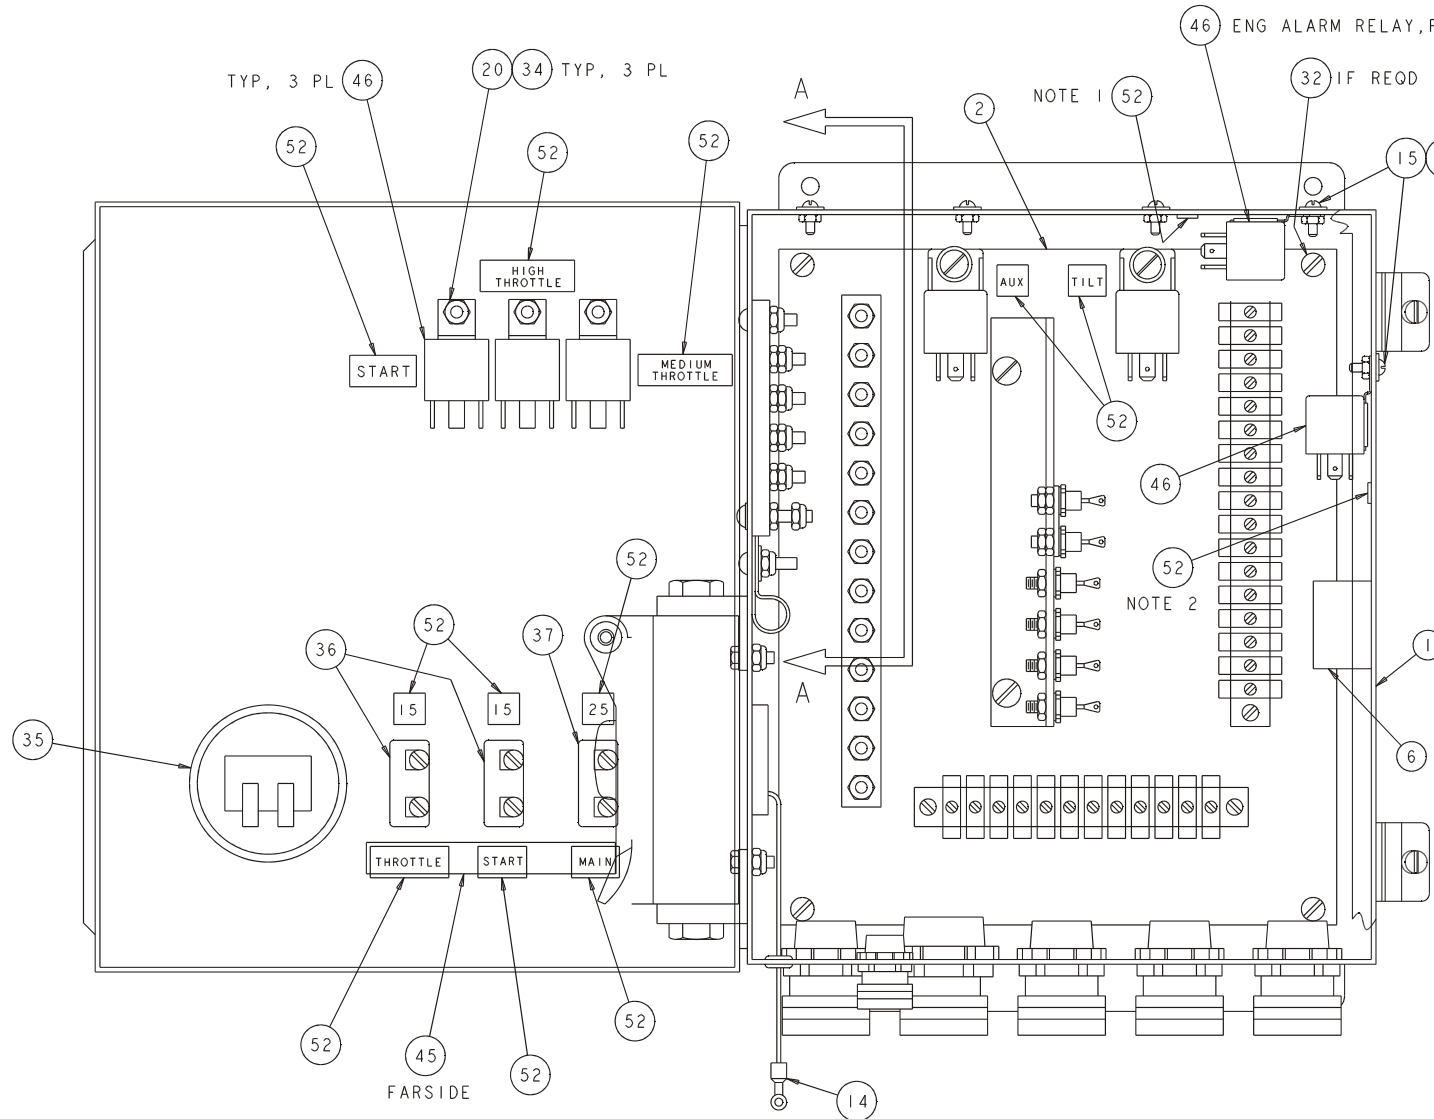 46 ENG ALARM RELAY,
TYP, 3 PL 46
20 34 TYP, 3 PL
A
NOTE 1 52
2
32 IF REQD
52
52
52
15
HIGH
THROTTLE
START
MEDIUM
THROTTLE
AUX
TILT
52
46
52
NOTE 2
52
52
37
36
15
15
25
A
1
35
6
THROTTLE
START
MAIN
52
45
FARSIDE
52
52
14